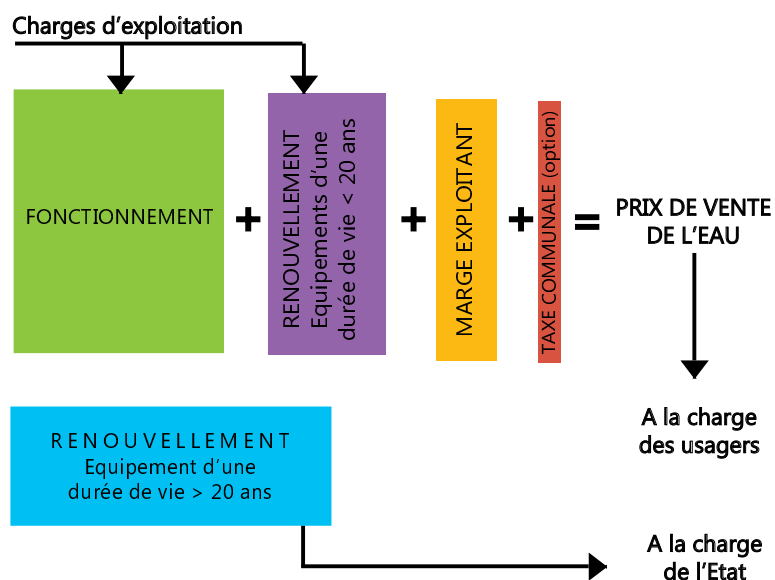 Charges d'exploitation
FONCTIONNEMENT
+
RENOUVELLEMENT
Equipements d'une
durée de vie < 20 ans
+
MARGE EXPLOITANT
+
TAXE COMMUNALE (option)
=
PRIX DE VENTE
DE L'EAU
A la charge
des usagers
RENOUVELLEMENT
Equipement d'une
durée de vie > 20 ans
A la charge
de l'Etat